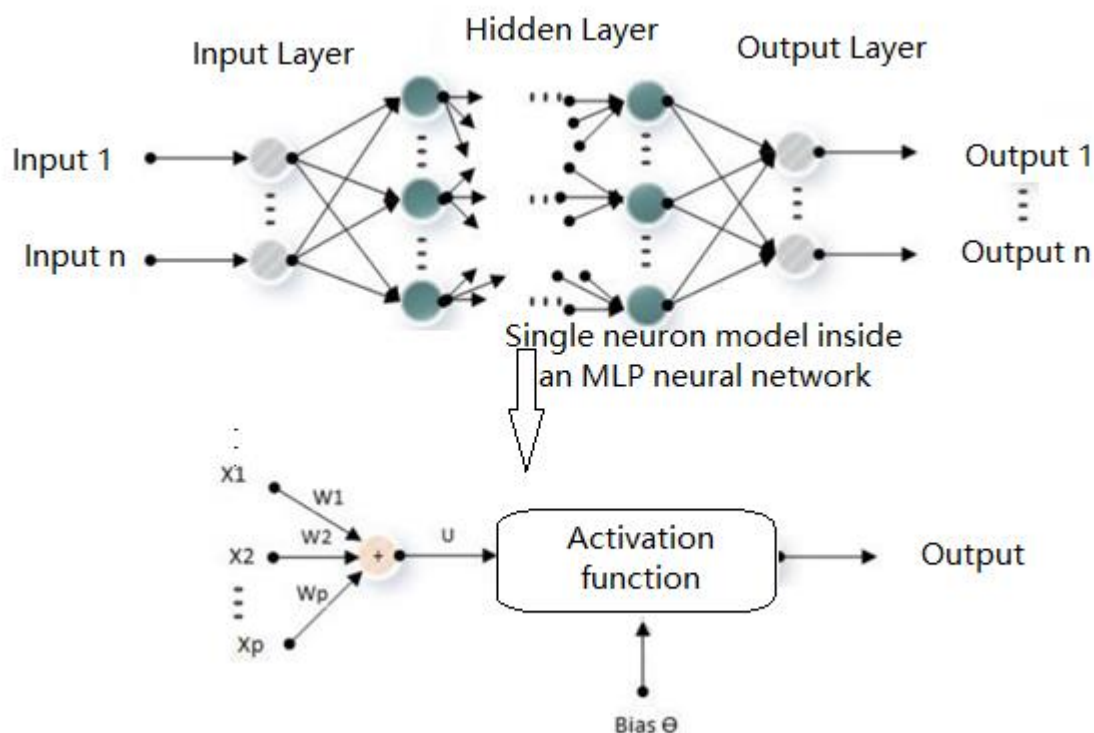 Input Layer
Hidden Layer
Output Layer
Input 1
Output 1
Input n
Output n
Single neuron model inside
an MLP neural network
X1
W1
X2
W2
U
Activation
function
Output
Wp
Xp
Bias Θ